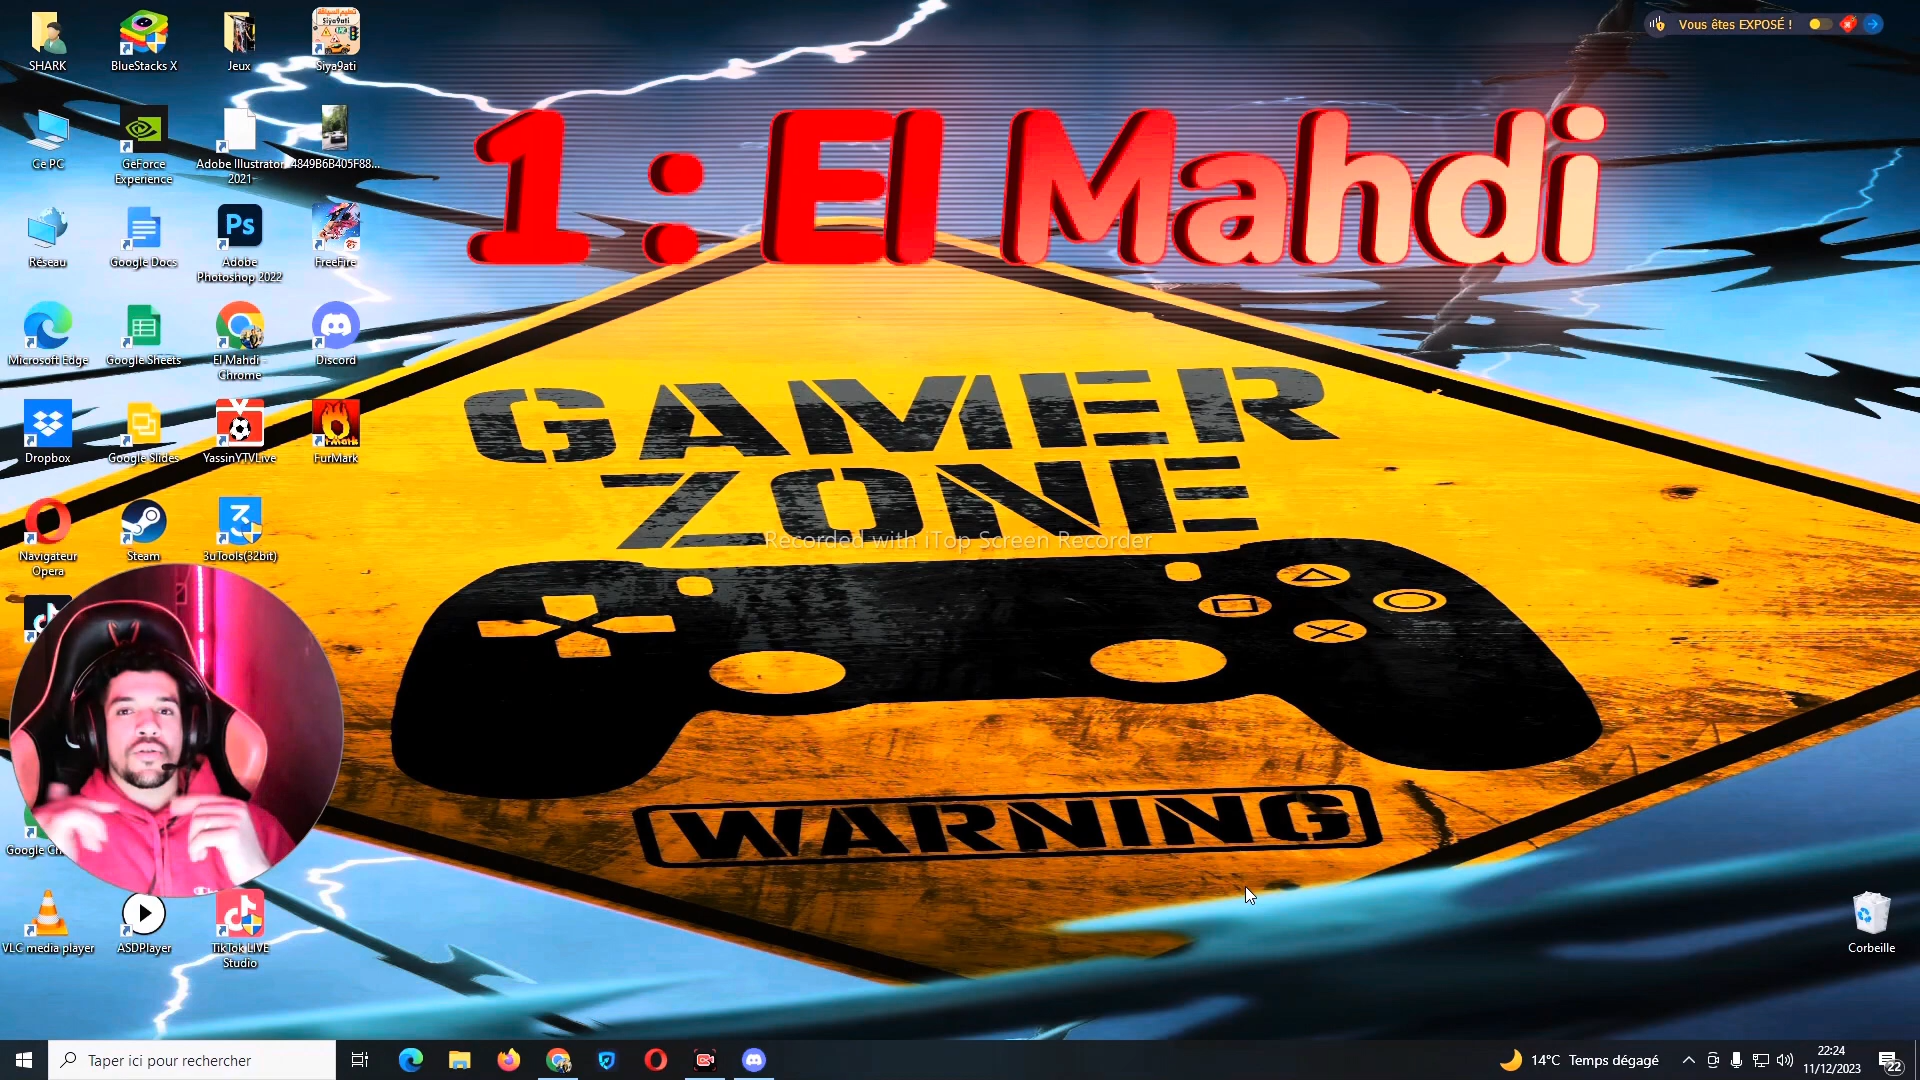 Vous êtes EXPOSÉ !
1 : El Mahdi
SHARK
BlueStacks X
Jeux
Siya9ati
Ce PC
GeForce Experience
Adobe Illustrator 2021
4849B6B405F88...
Réseau
Google Docs
Ps
Adobe Photoshop 2022
FreeFire
Microsoft Edge
Google Sheets
El Mahdi - Chrome
Discord
Dropbox
Google Slides
YassinYTVLive
FurMark
Navigateur Opera
Steam
3uTools(32bit)
GAMER
ZONE
Recorded with iTop Screen Recorder
WARNING
VLC media player
ASDPlayer
TikTok LIVE Studio
Corbeille
Taper ici pour rechercher
14°C Temps dégagé
22:24
11/12/2023
22